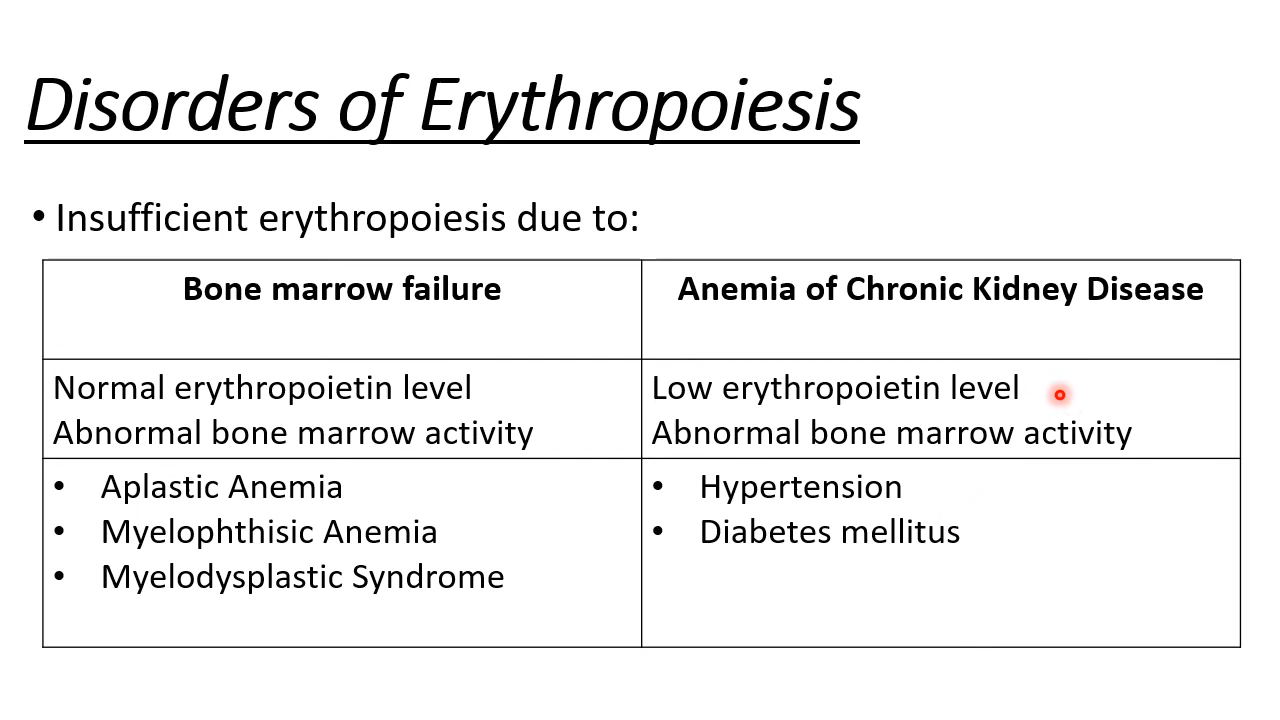 Disorders of Erythropoiesis
• Insufficient erythropoiesis due to:
Bone marrow failure
Anemia of Chronic Kidney Disease
Normal erythropoietin level
Abnormal bone marrow activity
Low erythropoietin level
Abnormal bone marrow activity
• Aplastic Anemia
• Myelophthisic Anemia
• Myelodysplastic Syndrome
• Hypertension
• Diabetes mellitus